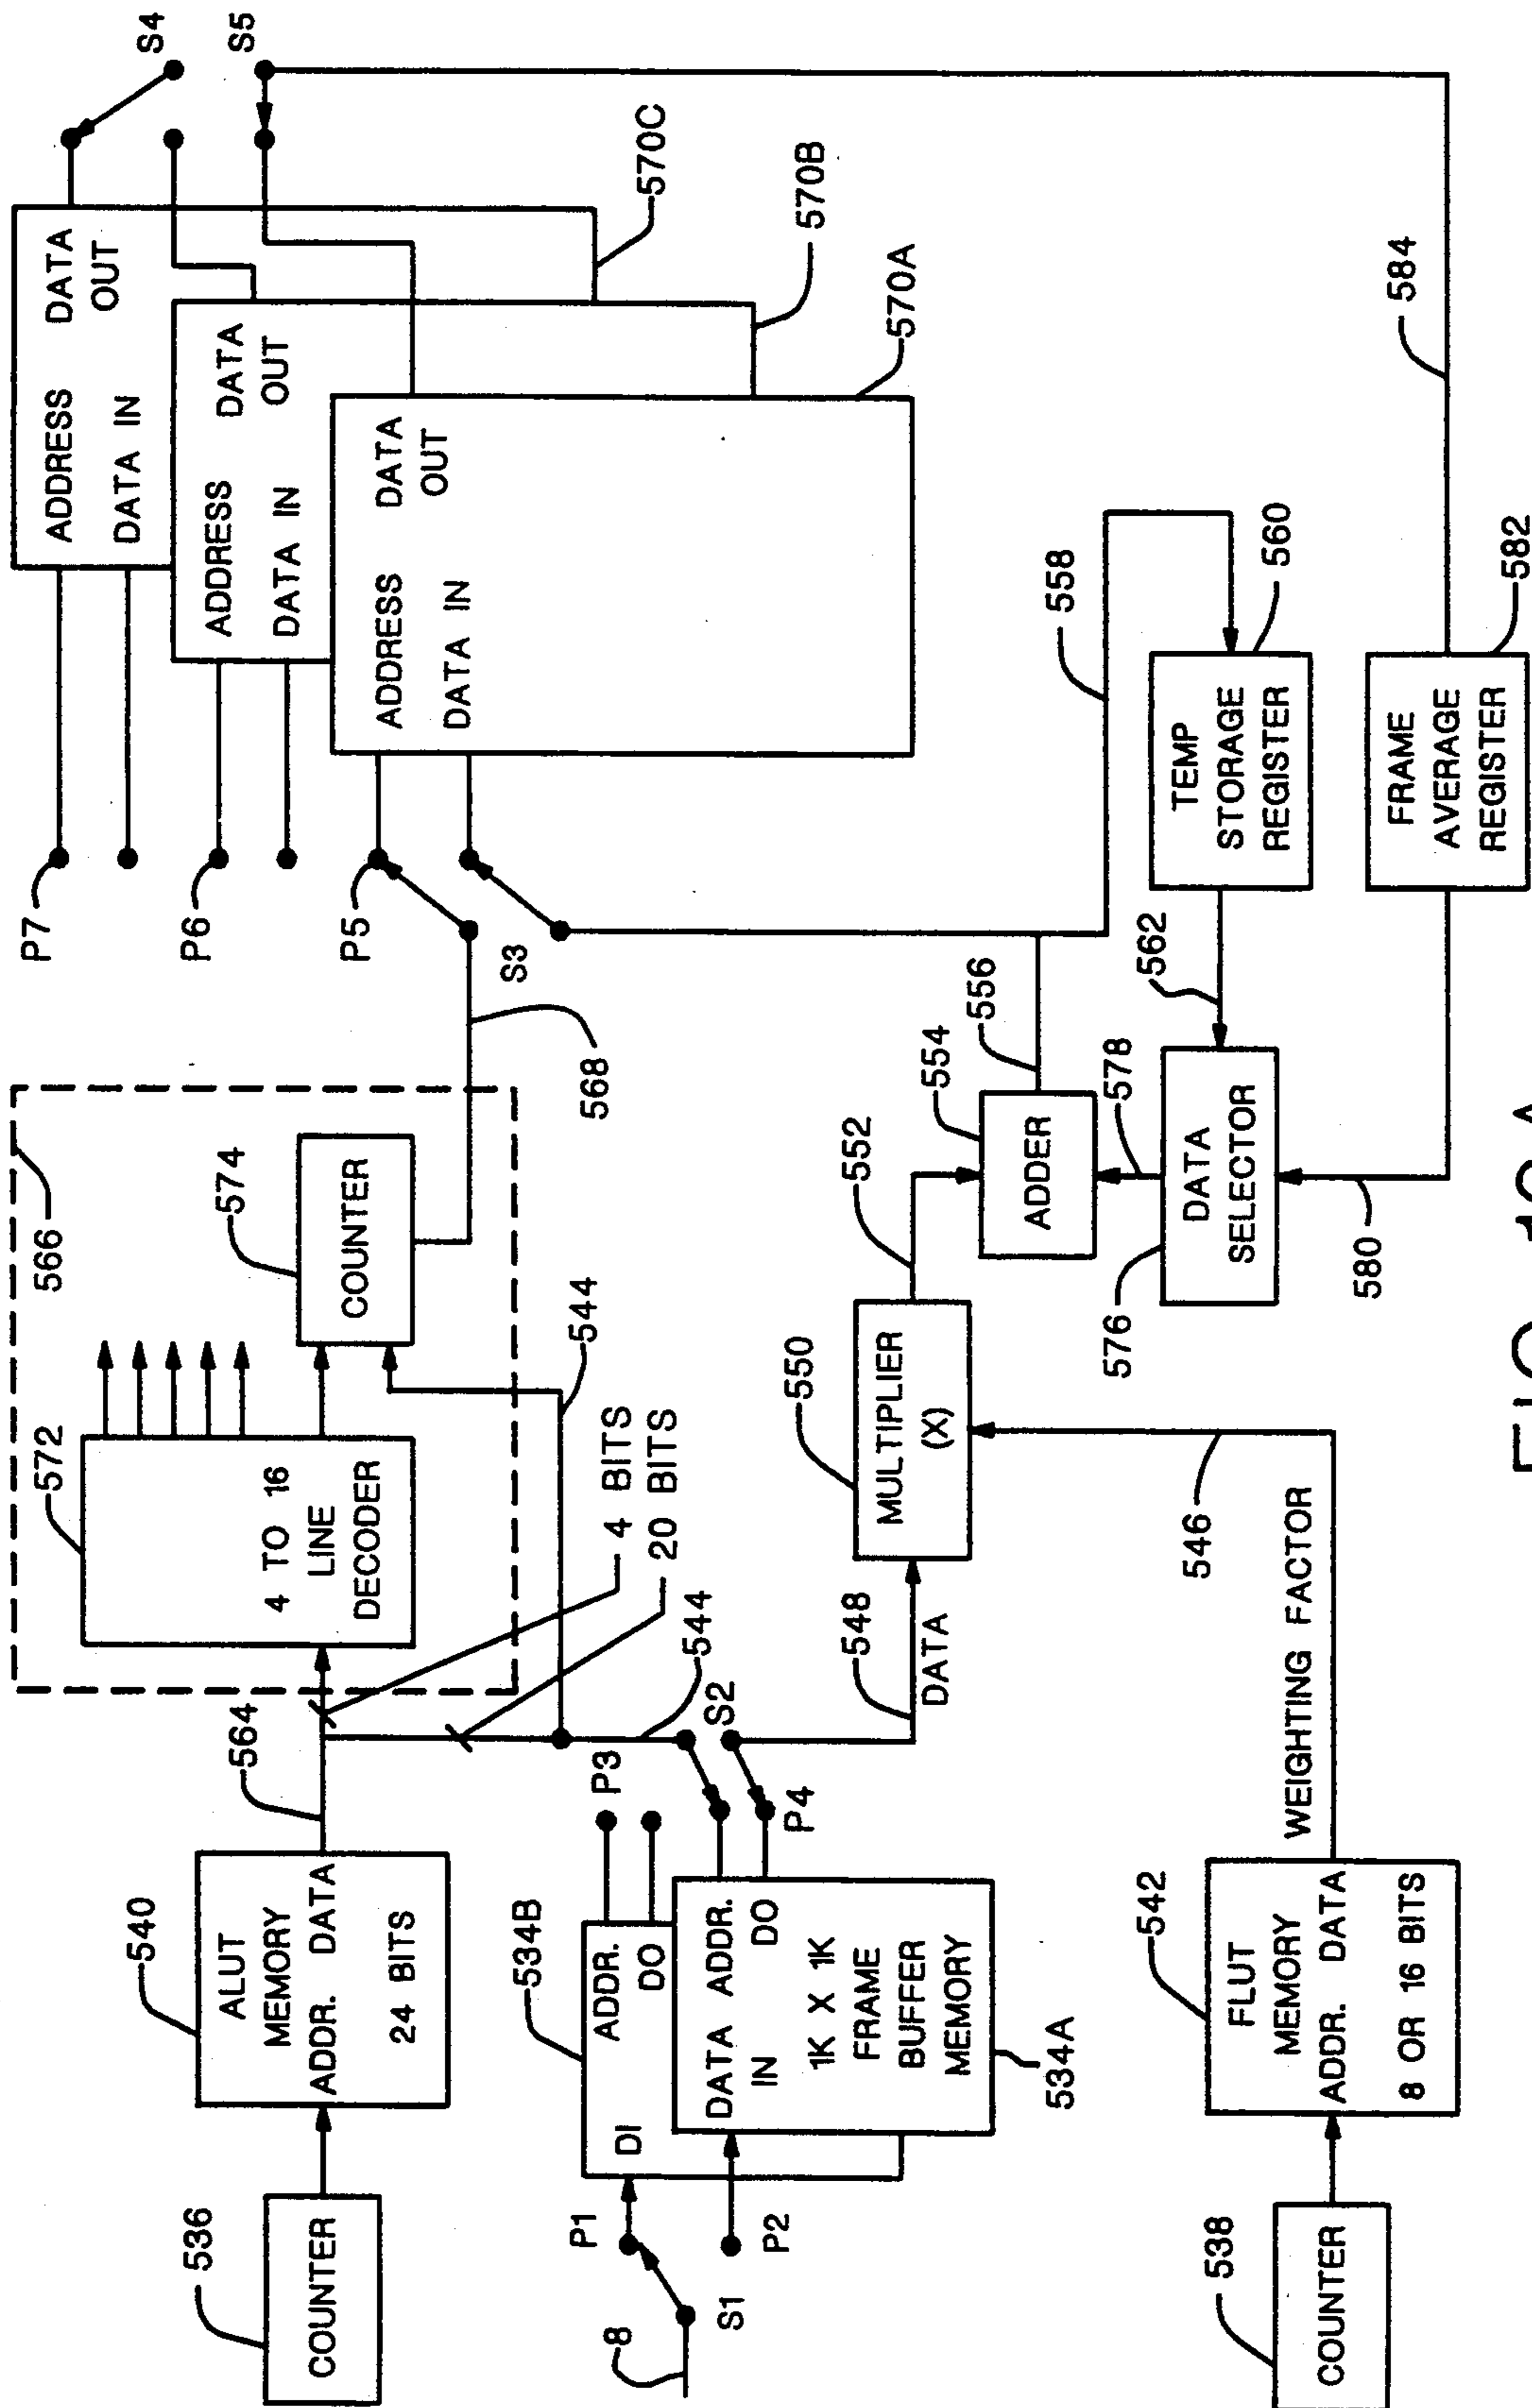 536
COUNTER
540
ALUT
MEMORY
ADDR. DATA
24 BITS
564
572
4 TO 16
LINE
DECODER
566
574
COUNTER
568
544
4 BITS
20 BITS
544
8
S1
P1
P2
534B
DI
ADDR.
DO
DATA ADDR.
IN
DO
1K X 1K
FRAME
BUFFER
MEMORY
534A
P3
P4
S2
548
DATA
550
MULTIPLIER
(X)
552
554
ADDER
556
578
576
DATA
SELECTOR
580
538
COUNTER
542
FLUT
MEMORY
ADDR. DATA
8 OR 16 BITS
WEIGHTING FACTOR
546
P7
P6
P5
S3
ADDRESS DATA
OUT
DATA IN
ADDRESS DATA
OUT
DATA IN
ADDRESS DATA
OUT
DATA IN
S4
S5
570C
570B
570A
558
562
TEMP
STORAGE
REGISTER
560
FRAME
AVERAGE
REGISTER
582
584